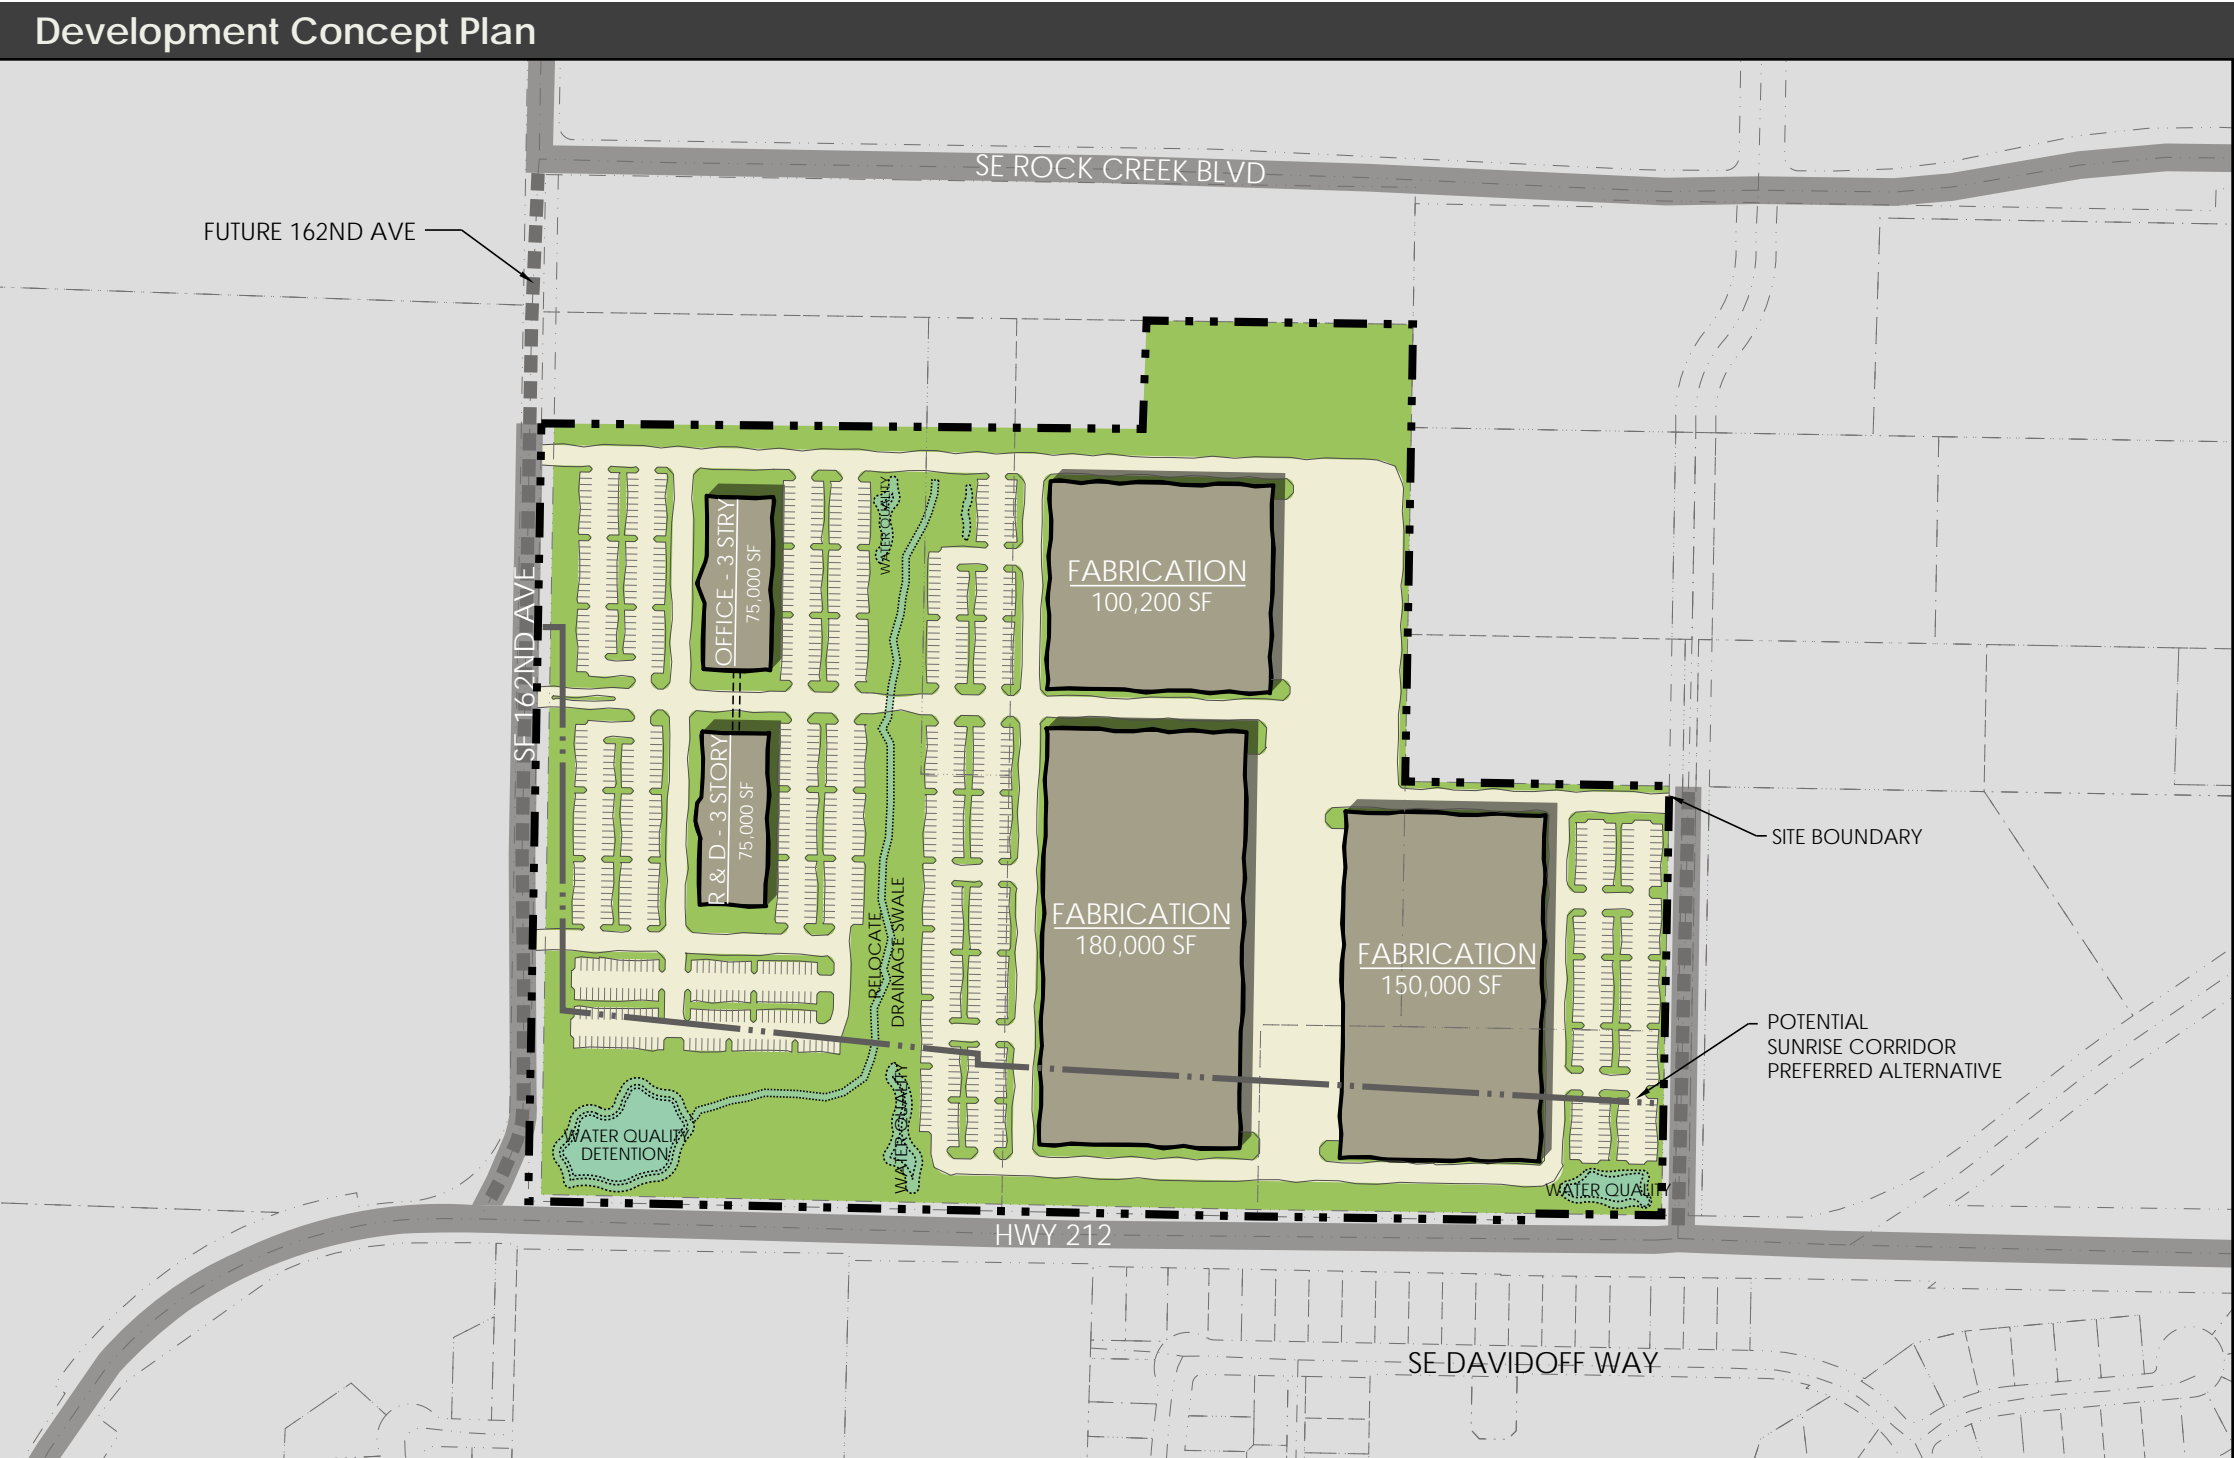 Development Concept Plan
SE ROCK CREEK BLVD
FUTURE 162ND AVE
SE 162ND AVE
OFFICE - 3 STRY
75,000 SF
WATER QUALITY
FABRICATION
100,200 SF
R & D - 3 STORY
75,000 SF
RELOCATE
DRAINAGE SWALE
FABRICATION
180,000 SF
FABRICATION
150,000 SF
SITE BOUNDARY
POTENTIAL
SUNRISE CORRIDOR
PREFERRED ALTERNATIVE
WATER QUALITY
DETENTION
WATER QUALITY
WATER QUALITY
HWY 212
SE DAVIDOFF WAY